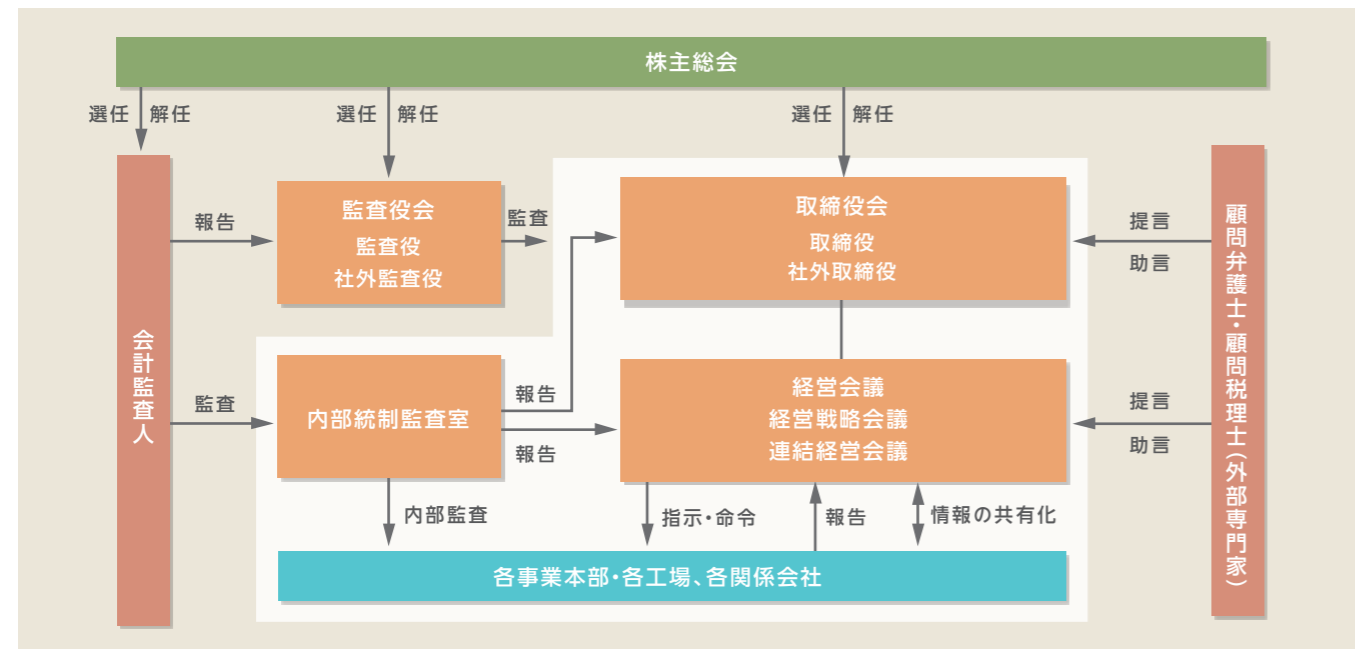 株主総会
選任 解任
選任 解任
選任 解任
会計監査人
報告
監査役会
監査役
社外監査役
監査
取締役会
取締役
社外取締役
提言
助言
顧問弁護士・顧問税理士(外部専門家)
監査
内部統制監査室
報告
報告
経営会議
経営戦略会議
連結経営会議
提言
助言
内部監査
指示・命令
報告
情報の共有化
各事業本部・各工場、各関係会社